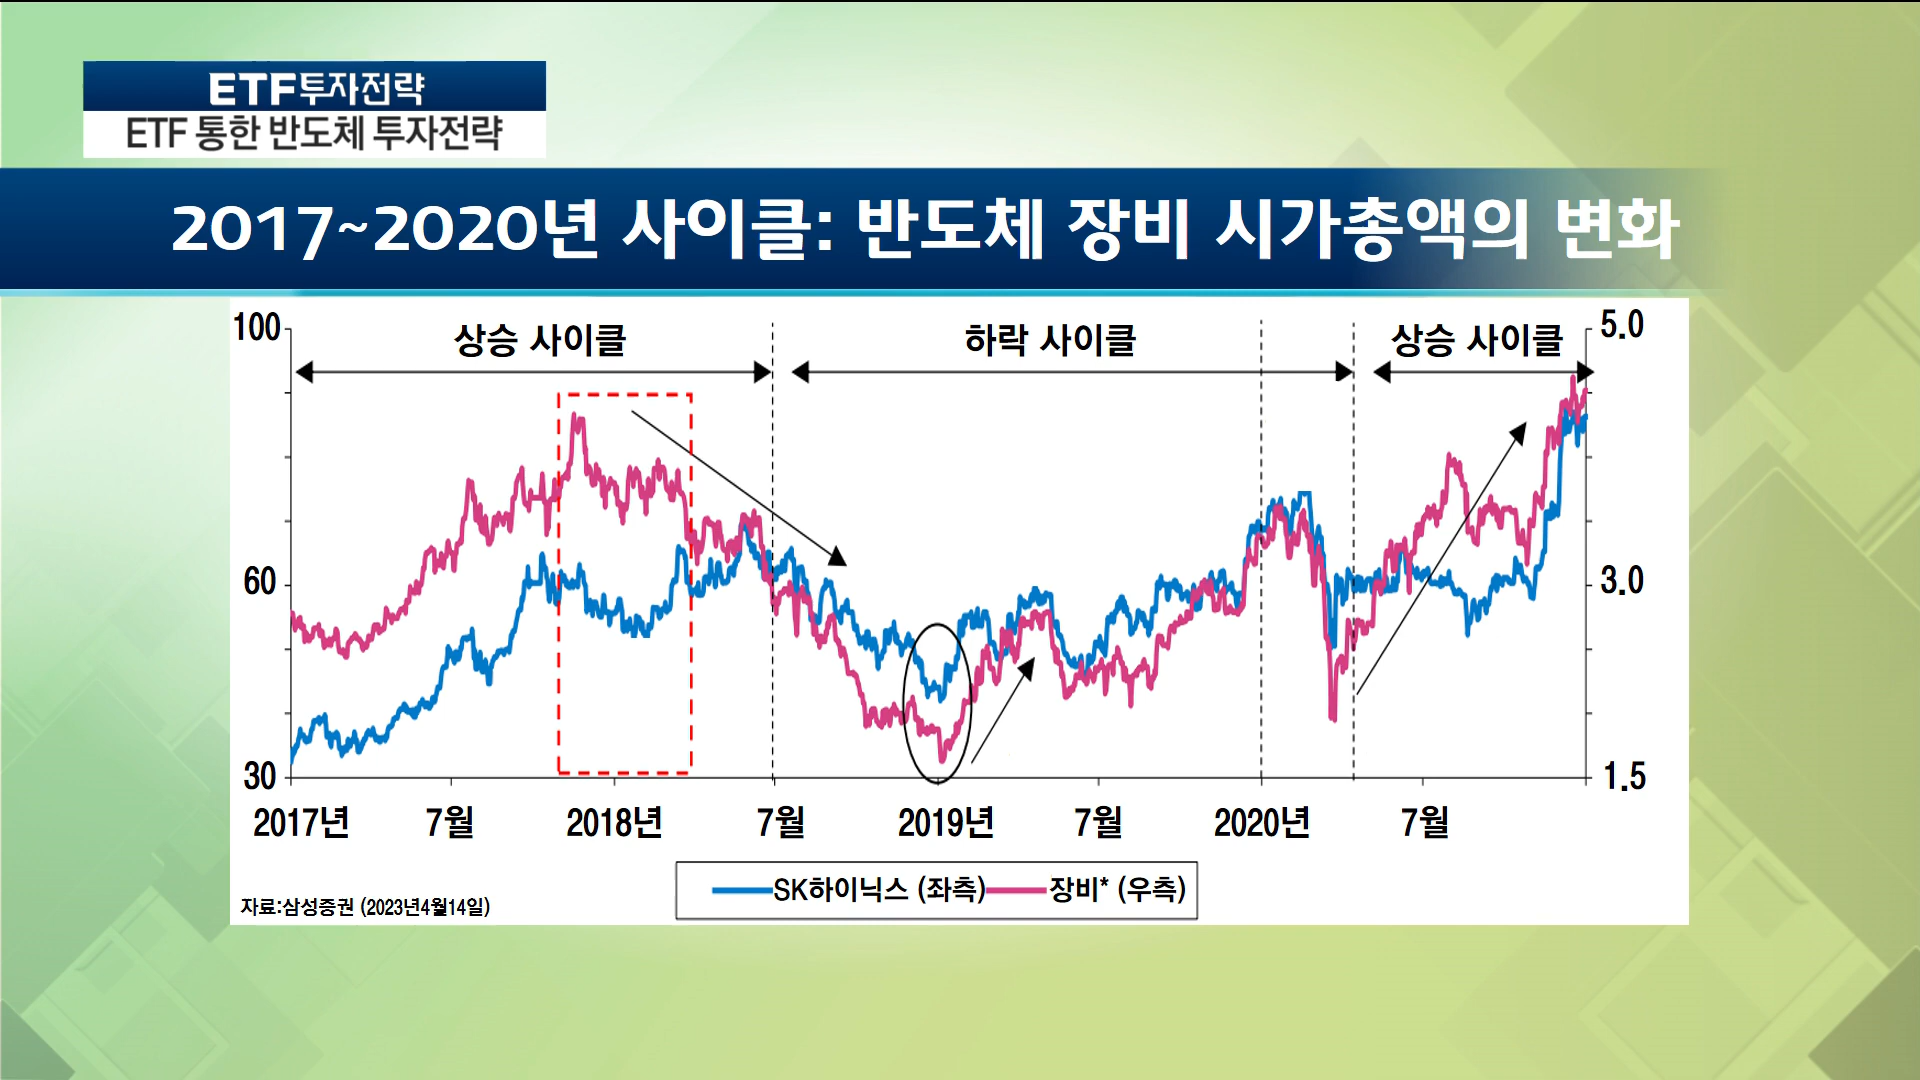 ETF투자전략
ETF 통한 반도체 투자전략
2017~2020년 사이클: 반도체 장비 시가총액의 변화
100
상승 사이클
하락 사이클
상승 사이클
5.0
60
3.0
30
1.5
2017년
7월
2018년
7월
2019년
7월
2020년
7월
SK하이닉스 (좌측)
장비* (우측)
자료:삼성증권 (2023년4월14일)